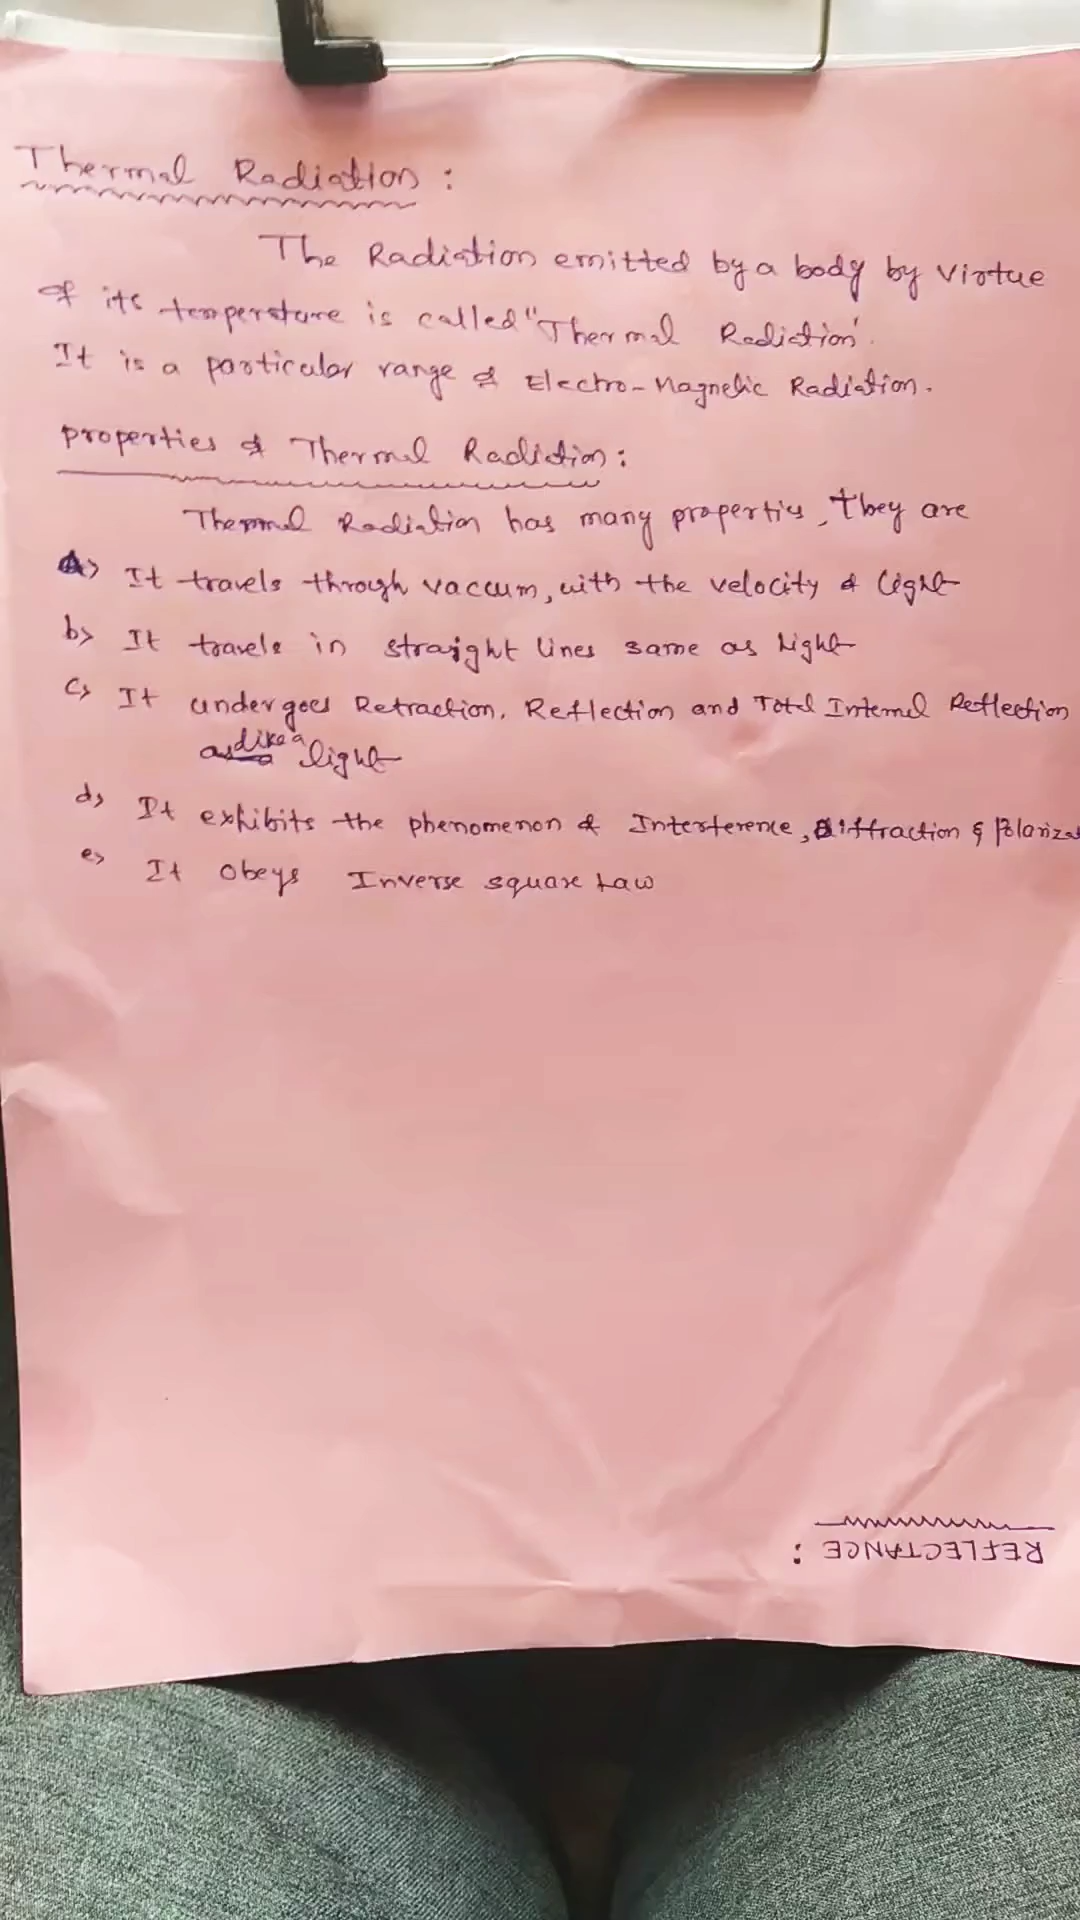 Thermal Radiation :
The Radiation emitted by a body by virtue
of its temperature is called "Thermal Radiation'.
It is a particular range of Electro-Magnetic Radiation.
properties of Thermal Radiation :
Thermal Radiation has many properties, they are
a) It travels through vaccum, with the velocity of light
b) It travels in straight lines same as light
c) It undergoes Refraction, Reflection and Total Internal Reflection
like a light
d) It exhibits the phenomenon of Interference, Diffraction & Polarizat
e) It obeys Inverse square Law
REFLECTANCE :